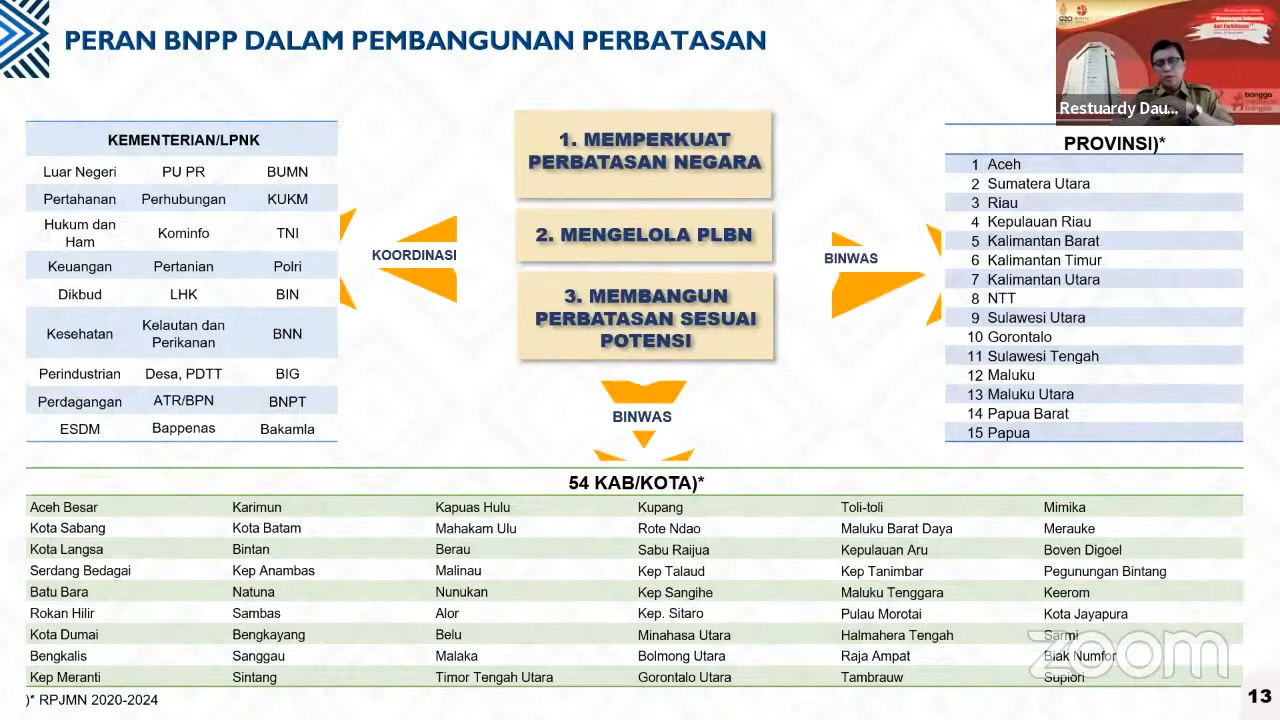 PERAN BNPP DALAM PEMBANGUNAN PERBATASAN
G20
Restuardy Dau...
bangga
KEMENTERIAN/LPNK
Luar Negeri PU PR BUMN
Pertahanan Perhubungan KUKM
Hukum dan Ham Kominfo TNI
Keuangan Pertanian Polri
Dikbud LHK BIN
Kesehatan Kelautan dan Perikanan BNN
Perindustrian Desa, PDTT BIG
Perdagangan ATR/BPN BNPT
ESDM Bappenas Bakamla
KOORDINASI
1. MEMPERKUAT
PERBATASAN NEGARA
2. MENGELOLA PLBN
3. MEMBANGUN
PERBATASAN SESUAI
POTENSI
BINWAS
BINWAS
PROVINSI)*
1 Aceh
2 Sumatera Utara
3 Riau
4 Kepulauan Riau
5 Kalimantan Barat
6 Kalimantan Timur
7 Kalimantan Utara
8 NTT
9 Sulawesi Utara
10 Gorontalo
11 Sulawesi Tengah
12 Maluku
13 Maluku Utara
14 Papua Barat
15 Papua
54 KAB/KOTA)*
Aceh Besar Karimun Kapuas Hulu Kupang Toli-toli Mimika
Kota Sabang Kota Batam Mahakam Ulu Rote Ndao Maluku Barat Daya Merauke
Kota Langsa Bintan Berau Sabu Raijua Kepulauan Aru Boven Digoel
Serdang Bedagai Kep Anambas Malinau Kep Talaud Kep Tanimbar Pegunungan Bintang
Batu Bara Natuna Nunukan Kep Sangihe Maluku Tenggara Keerom
Rokan Hilir Sambas Alor Kep. Sitaro Pulau Morotai Kota Jayapura
Kota Dumai Bengkayang Belu Minahasa Utara Halmahera Tengah Sarmi
Bengkalis Sanggau Malaka Bolmong Utara Raja Ampat Biak Numfor
Kep Meranti Sintang Timor Tengah Utara Gorontalo Utara Tambrauw Supiori
zoom
)* RPJMN 2020-2024
13